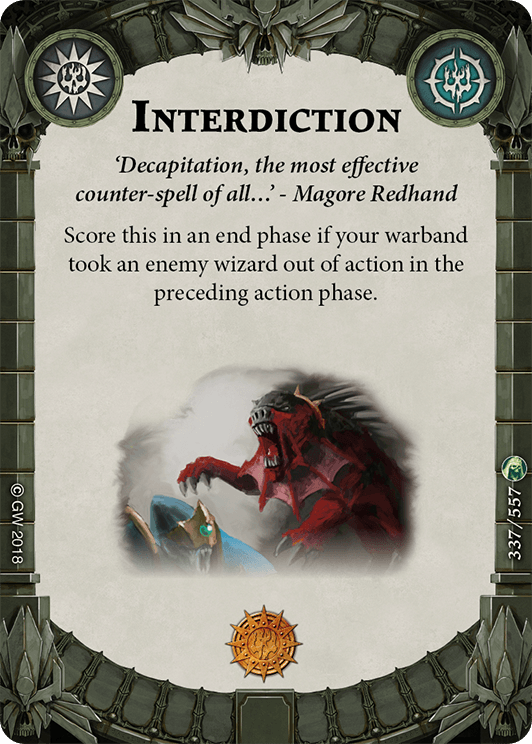 INTERDICTION
‘Decapitation, the most effective
counter-spell of all…’ - Magore Redhand
Score this in an end phase if your warband
took an enemy wizard out of action in the
preceding action phase.
© GW 2018
337/557